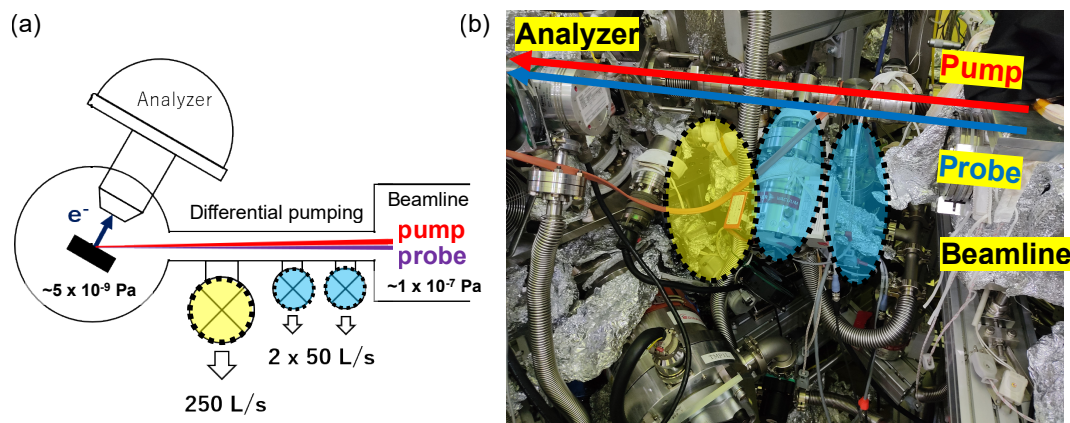 (a)
Analyzer
e-
Differential pumping
Beamline
pump
probe
~5 x 10⁻⁹ Pa
~1 x 10⁻⁷ Pa
2 x 50 L/s
250 L/s
(b)
Analyzer
Pump
Probe
Beamline